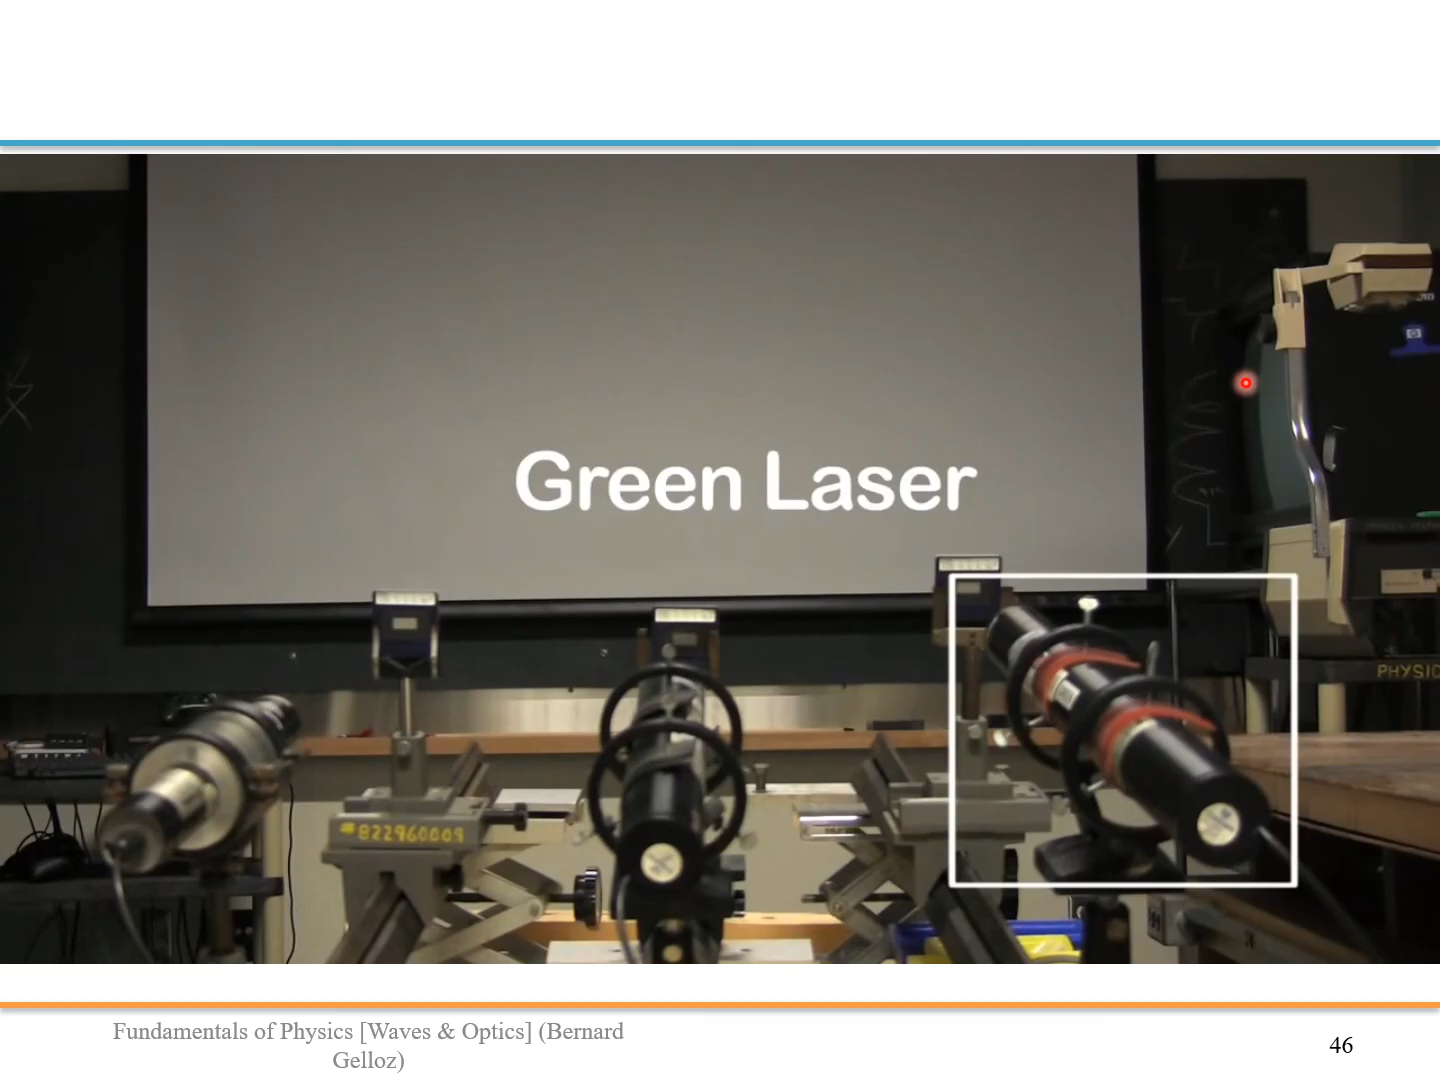 Green Laser
#822960009
PHYSIC
Fundamentals of Physics [Waves & Optics] (Bernard
Gelloz)
46